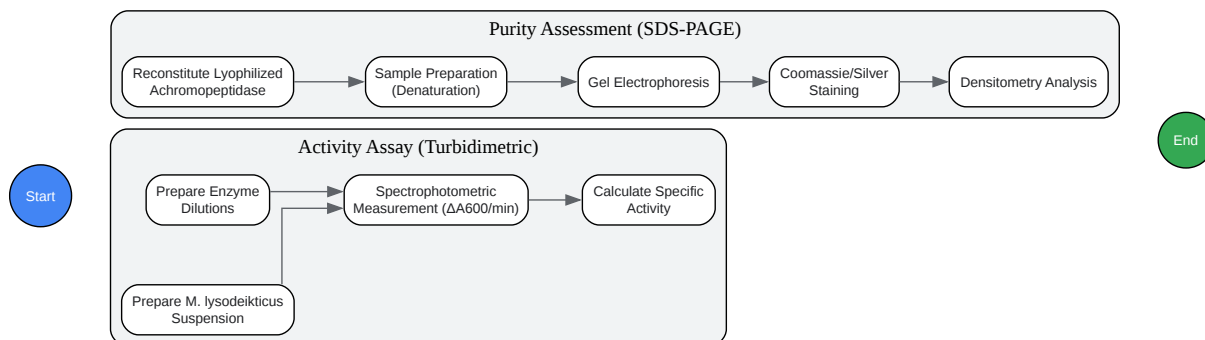 Purity Assessment (SDS-PAGE)
Reconstitute Lyophilized
Achromopeptidase
Sample Preparation
(Denaturation)
Gel Electrophoresis
Coomassie/Silver
Staining
Densitometry Analysis
Activity Assay (Turbidimetric)
Prepare Enzyme
Dilutions
Spectrophotometric
Measurement (ΔA600/min)
Calculate Specific
Activity
Prepare M. lysodeikticus
Suspension
Start
End